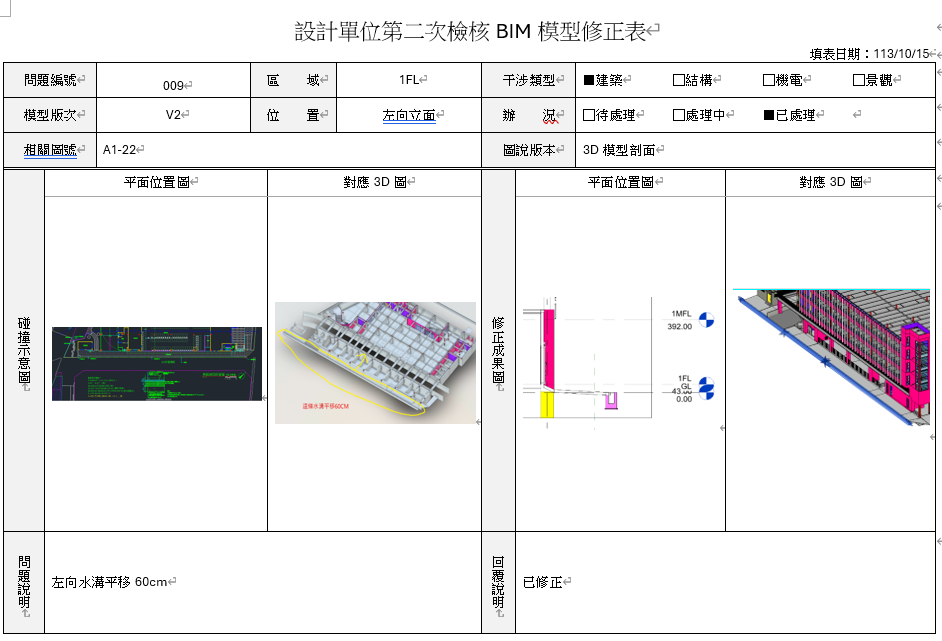 設計單位第二次檢核 BIM 模型修正表
填表日期：113/10/15
問題編號 009 區 域 1FL 干涉類型 ■建築 □結構 □機電 □景觀
模型版次 V2 位 置 左向立面 辦 況 □待處理 □處理中 ■已處理
相關圖號 A1-22 圖說版本 3D 模型剖面
平面位置圖 對應 3D 圖 平面位置圖 對應 3D 圖
碰撞示意圖
這條水溝平移60CM
修正成果圖
1MFL
392.00
1FL
GL
43.00
0.00
問題說明
左向水溝平移 60cm
回覆說明
已修正